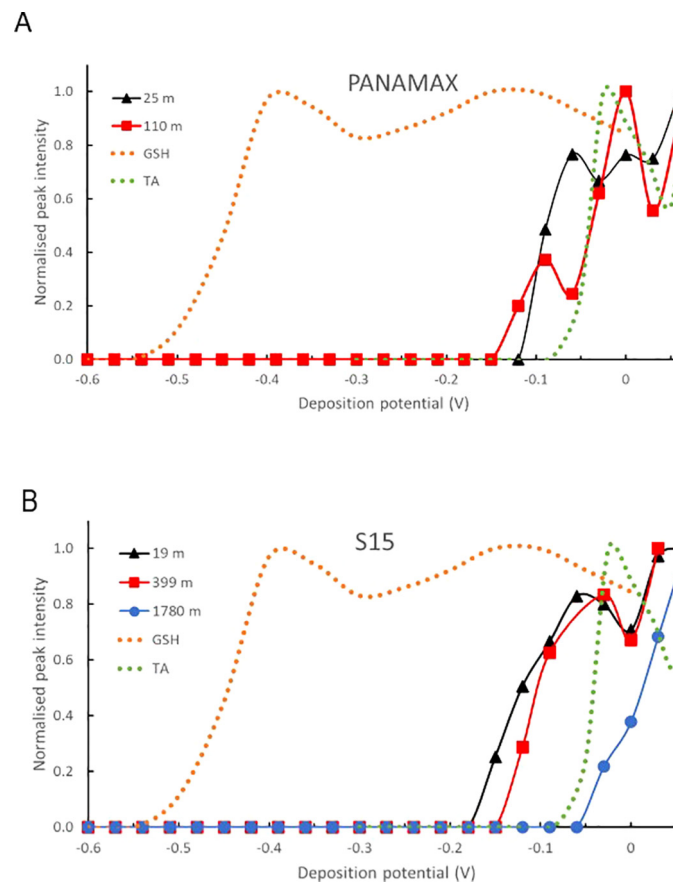 A
PANAMAX
25 m
110 m
GSH
TA
Normalised peak intensity
1.0
0.8
0.6
0.4
0.2
0.0
-0.6 -0.5 -0.4 -0.3 -0.2 -0.1 0
Deposition potential (V)
B
S15
19 m
399 m
1780 m
GSH
TA
Normalised peak intensity
1.0
0.8
0.6
0.4
0.2
0.0
-0.6 -0.5 -0.4 -0.3 -0.2 -0.1 0
Deposition potential (V)